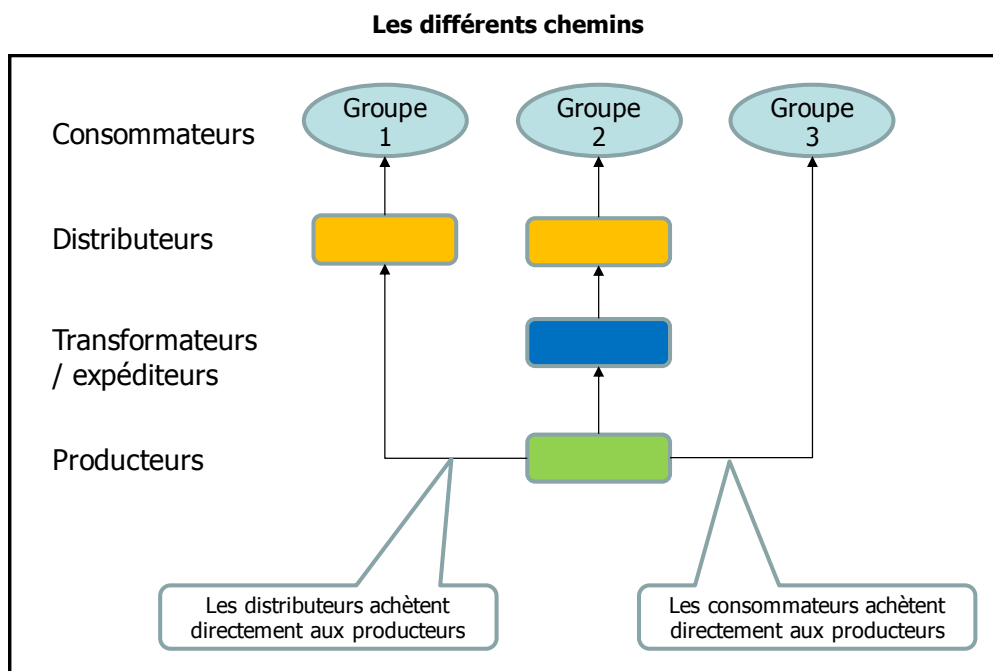 Les différents chemins
Consommateurs
Groupe
1
Groupe
2
Groupe
3
Distributeurs
Transformateurs
/ expéditeurs
Producteurs
Les distributeurs achètent
directement aux producteurs
Les consommateurs achètent
directement aux producteurs